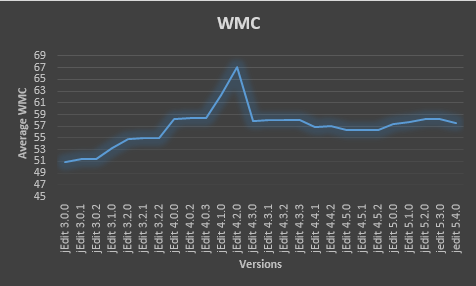 WMC
69
67
65
63
61
59
57
55
53
51
49
47
45
Average WMC
jEdit 3.0.0
jEdit 3.0.1
jEdit 3.0.2
jEdit 3.1.0
jEdit 3.2.0
jEdit 3.2.1
jEdit 3.2.2
jEdit 4.0.0
jEdit 4.0.2
jEdit 4.0.3
jEdit 4.1.0
jEdit 4.2.0
jEdit 4.3.0
jEdit 4.3.1
jEdit 4.3.2
jEdit 4.3.3
jEdit 4.4.1
jEdit 4.4.2
jEdit 4.5.0
jEdit 4.5.1
jEdit 4.5.2
jEdit 5.0.0
jEdit 5.1.0
jEdit 5.2.0
jedit 5.3.0
jedit 5.4.0
Versions